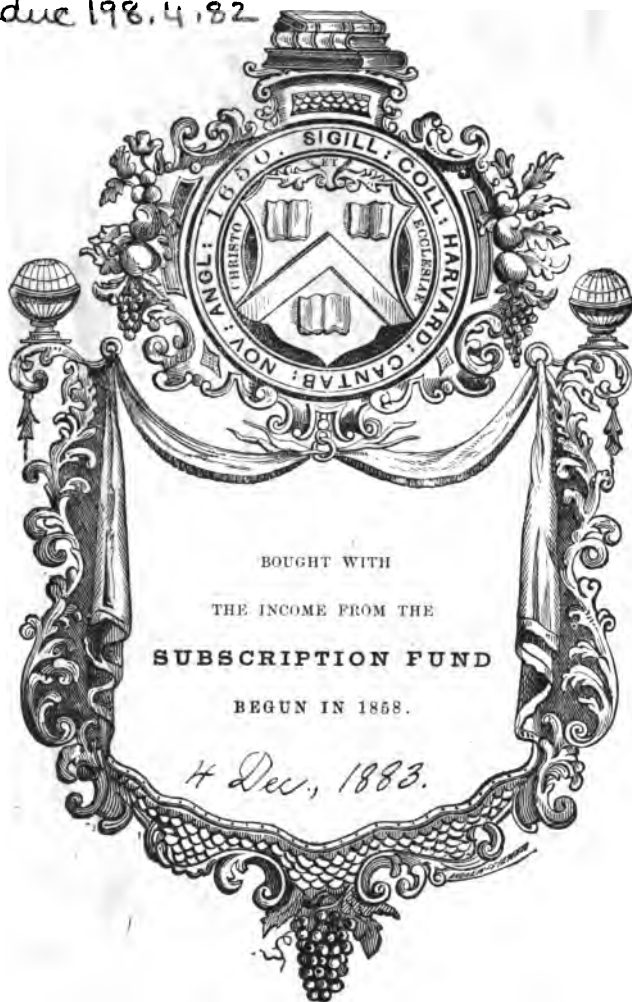 duc 198.4.82
SIGILL: COLL: HARVARD: CANTAB: NOV: ANGL: 1650.
ET
CHRISTO
ECCLESIAE
BOUGHT WITH
THE INCOME FROM THE
SUBSCRIPTION FUND
BEGUN IN 1858.
4 Dec., 1883.